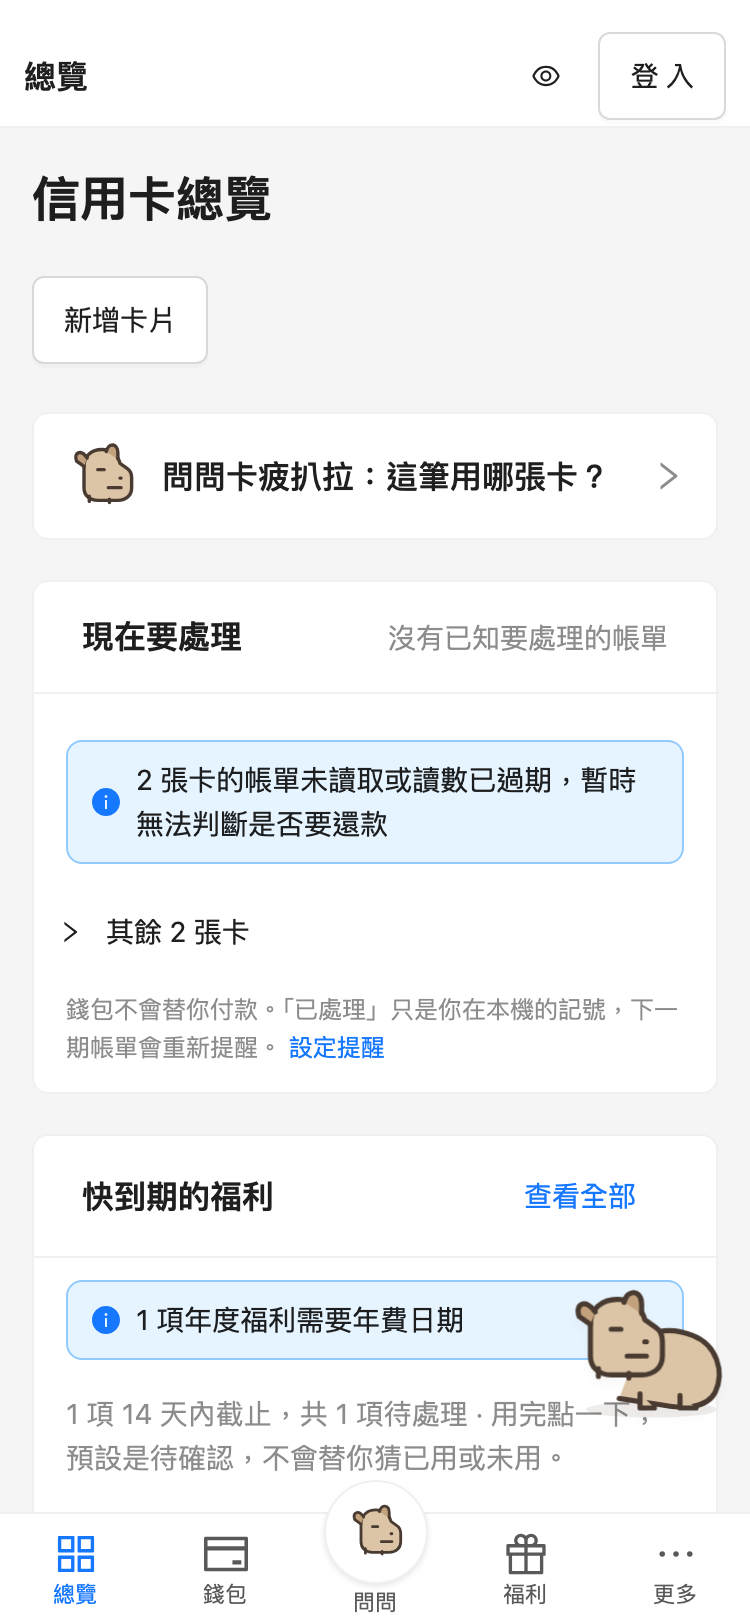 總覽
登 入
信用卡總覽
新增卡片
問問卡疲扒拉：這筆用哪張卡？
現在要處理
沒有已知要處理的帳單
2 張卡的帳單未讀取或讀數已過期，暫時
無法判斷是否要還款
其餘 2 張卡
錢包不會替你付款。「已處理」只是你在本機的記號，下一
期帳單會重新提醒。 設定提醒
快到期的福利
查看全部
1 項年度福利需要年費日期
1 項 14 天內截止，共 1 項待處理 · 用完點一下，
預設是待確認，不會替你猜已用或未用。
總覽
錢包
問問
福利
更多